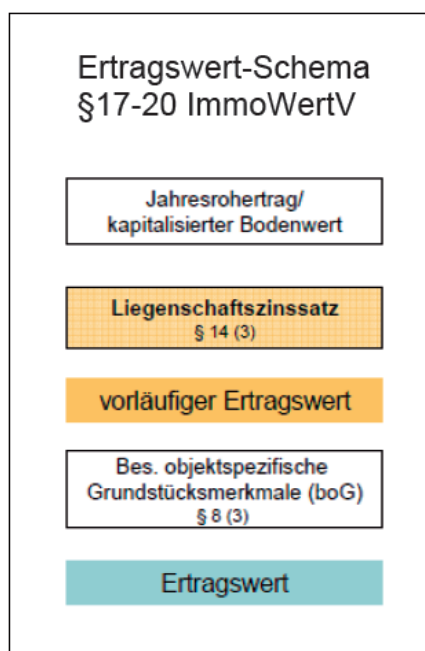 Ertragswert-Schema
§17-20 ImmoWertV
Jahresrohertrag/
kapitalisierter Bodenwert
Liegenschaftszinssatz
§ 14 (3)
vorläufiger Ertragswert
Bes. objektspezifische
Grundstücksmerkmale (boG)
§ 8 (3)
Ertragswert